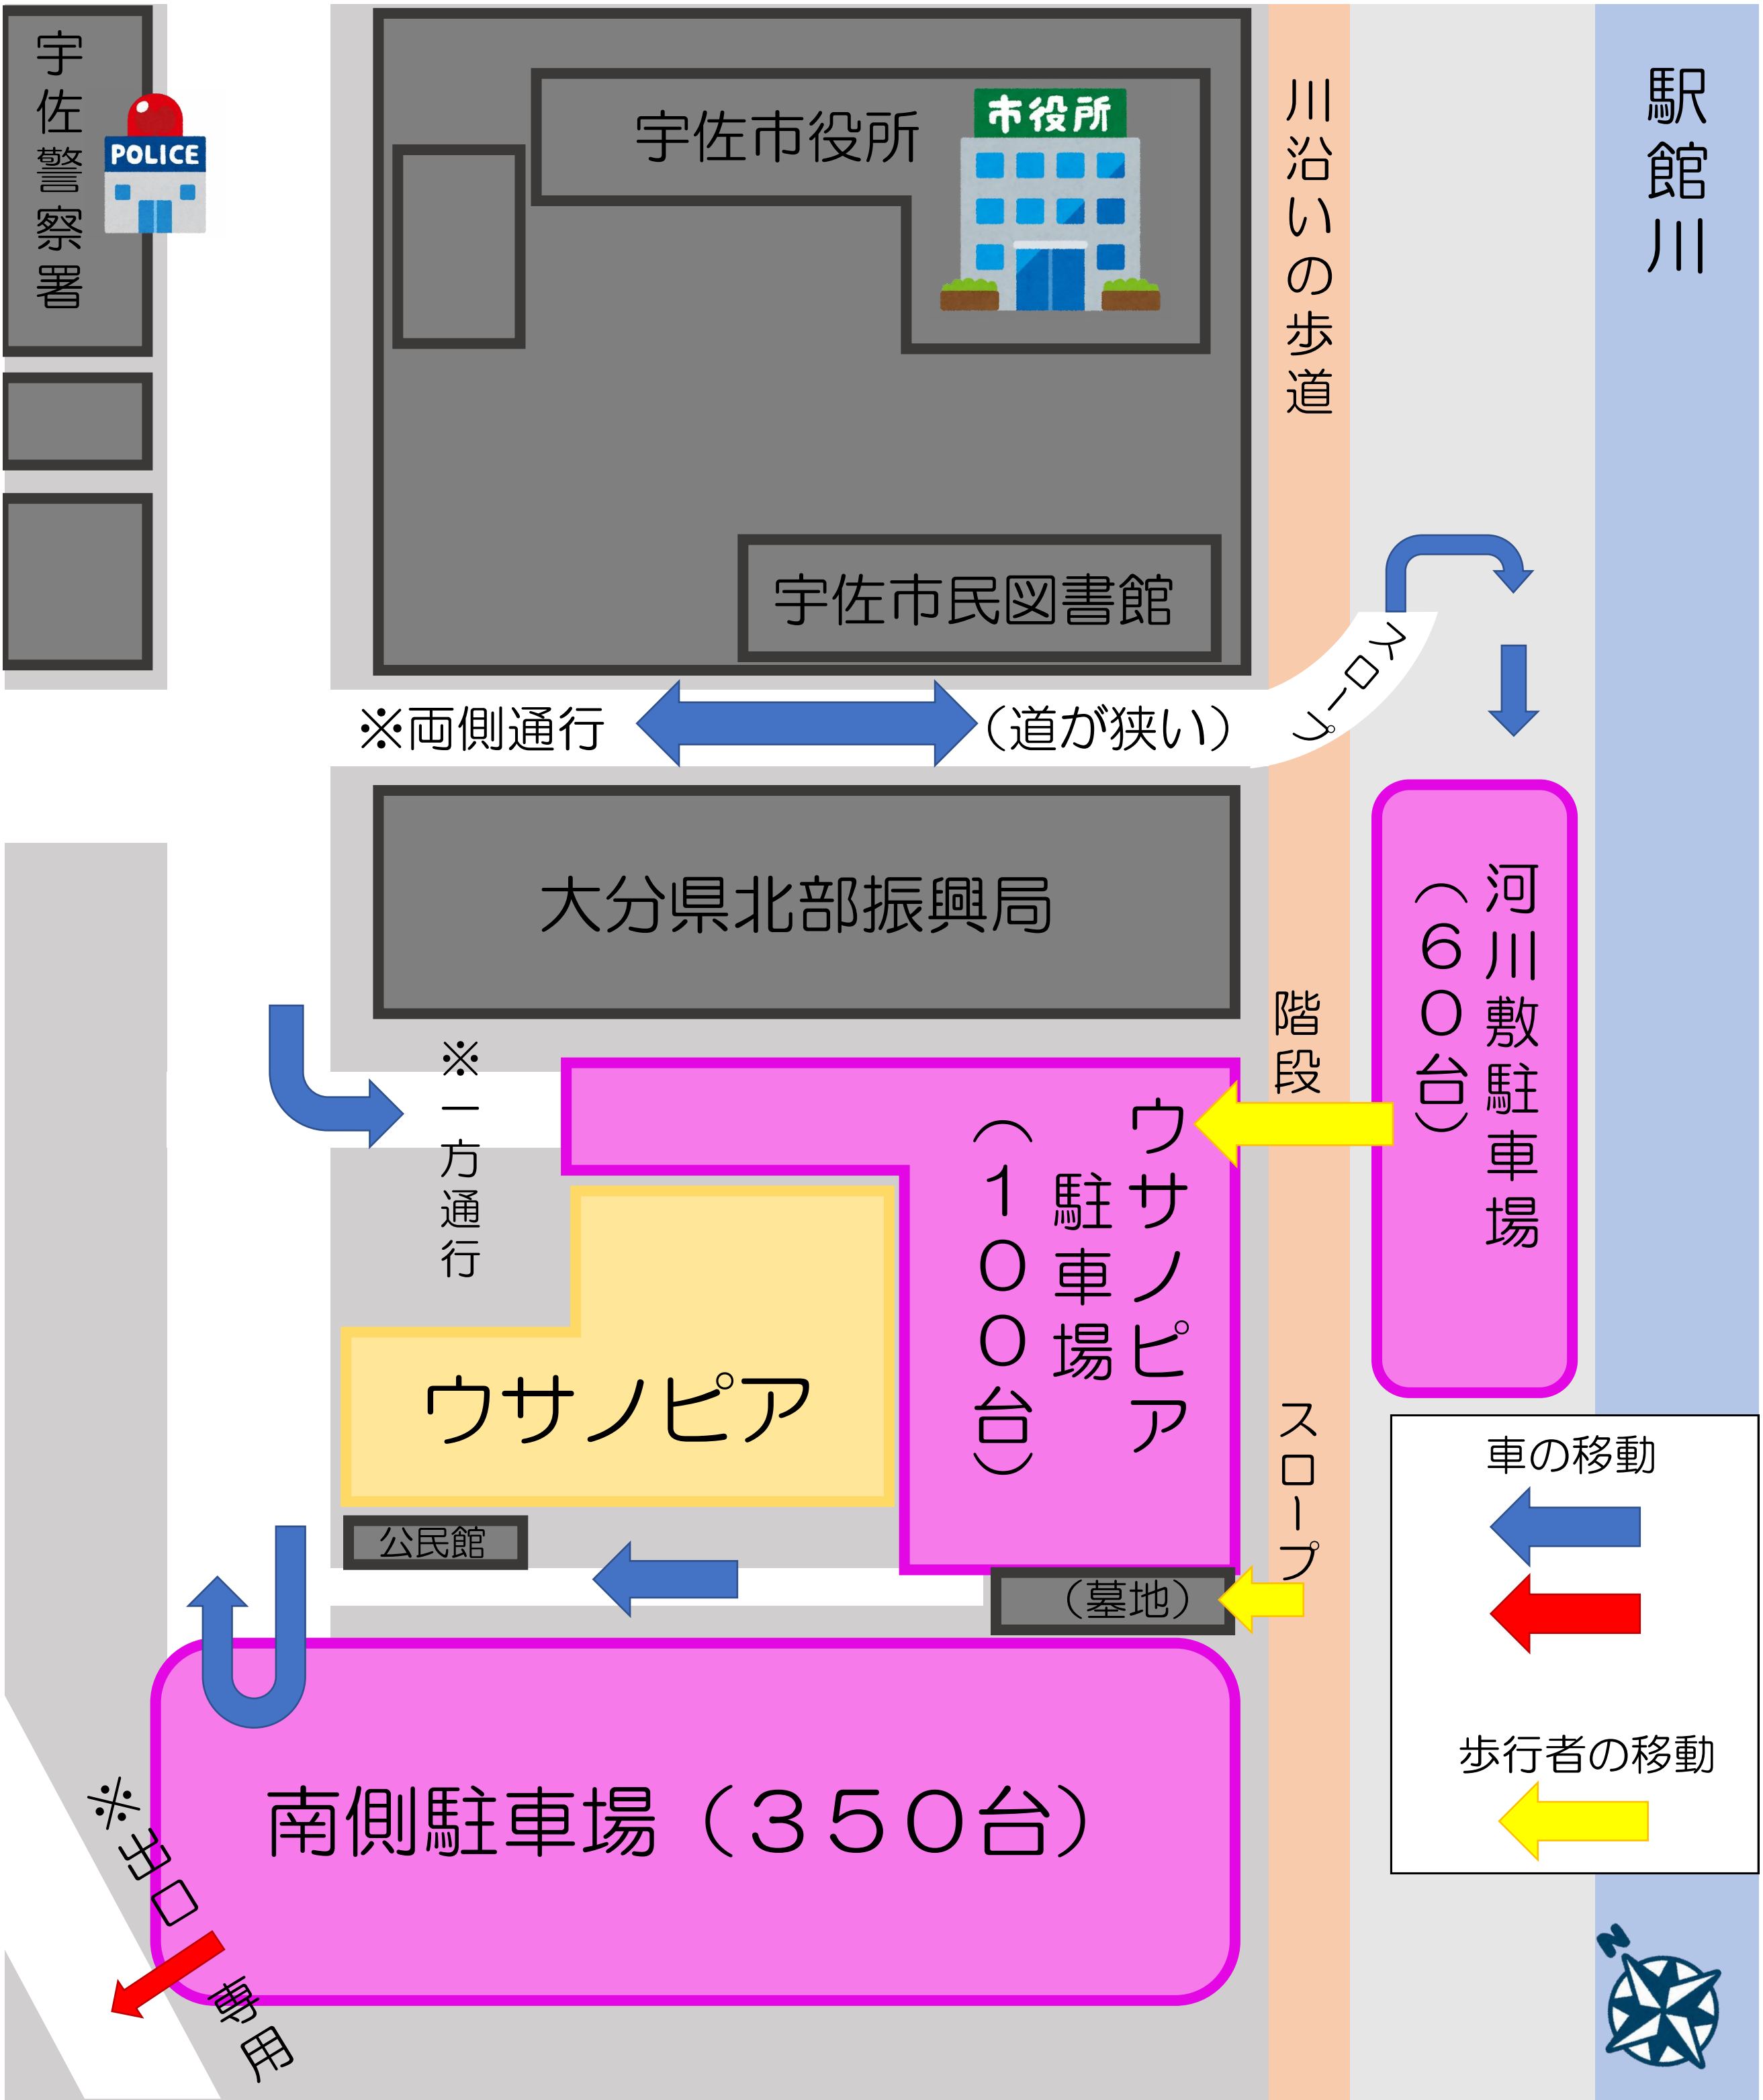 宇佐警察署
POLICE
宇佐市役所
市役所
川沿いの歩道
駅館川
宇佐市民図書館
スロープ
※両側通行
（道が狭い）
大分県北部振興局
河川敷駐車場
（６０台）
階段
※一方通行
ウサノピア
駐車場
（１００台）
ウサノピア
スロープ
公民館
（墓地）
車の移動
歩行者の移動
南側駐車場（３５０台）
※出口専用
N